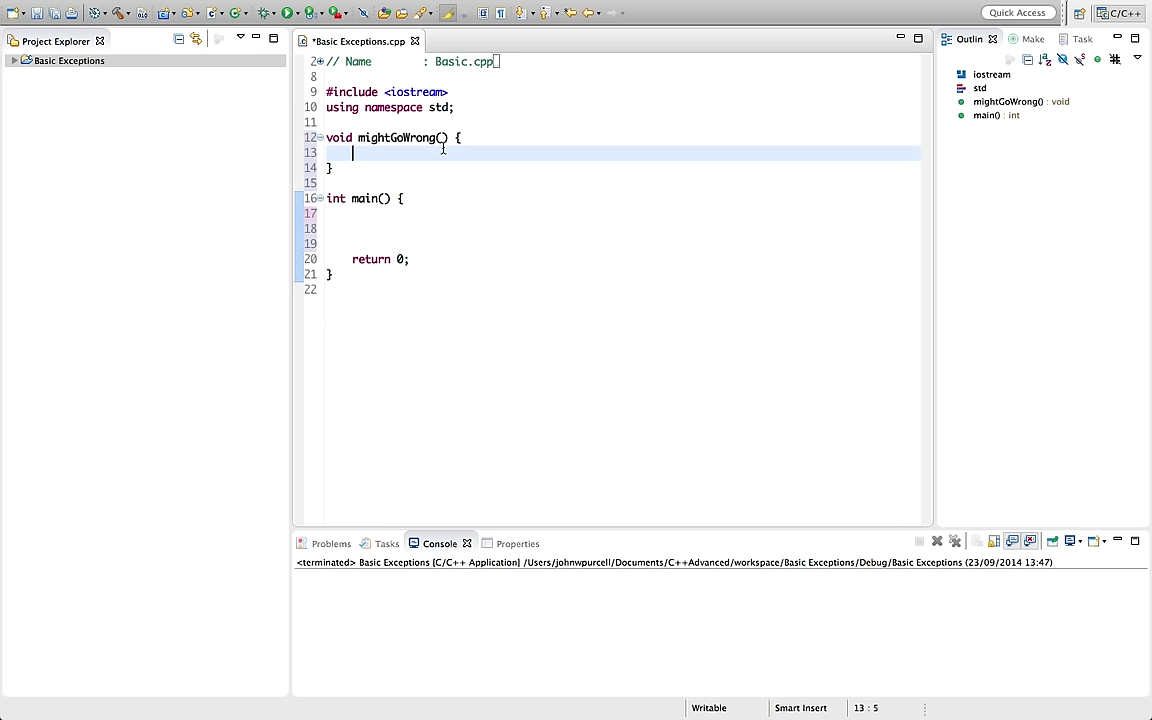 Quick Access
C/C++
Project Explorer
Basic Exceptions
*Basic Exceptions.cpp
2 // Name : Basic.cpp
8
9 #include <iostream>
10 using namespace std;
11
12 void mightGoWrong() {
13
14 }
15
16 int main() {
17
18
19
20 return 0;
21 }
22
Outlin
Make
Task
iostream
std
mightGoWrong() : void
main() : int
Problems
Tasks
Console
Properties
<terminated> Basic Exceptions [C/C++ Application] /Users/johnwpurcell/Documents/C++Advanced/workspace/Basic Exceptions/Debug/Basic Exceptions (23/09/2014 13:47)
Writable
Smart Insert
13 : 5